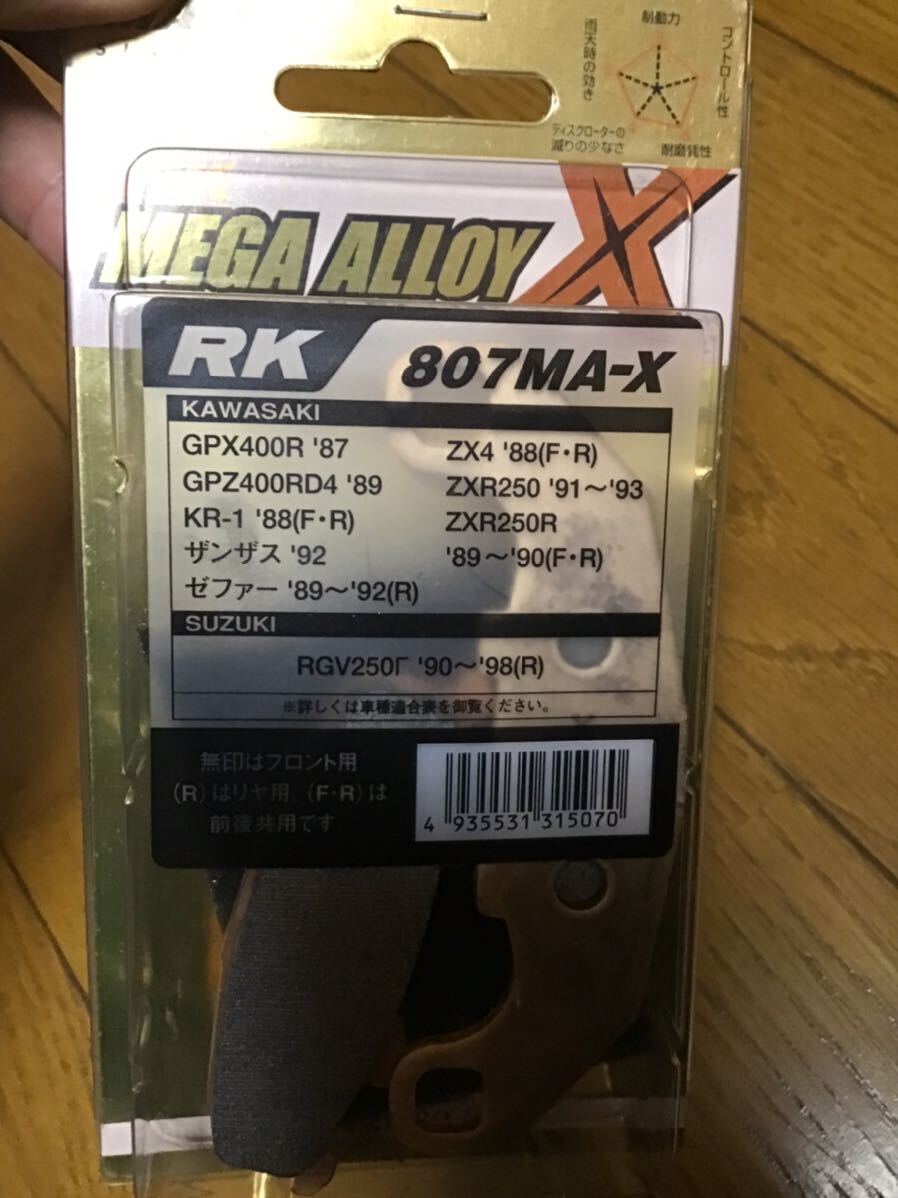 制動力
コントロール性
耐磨耗性
ディスクローターの
減りの少なさ
雨天時の効き
MEGA ALLOY X
RK 807MA-X
KAWASAKI
GPX400R '87
GPZ400RD4 '89
KR-1 '88(F・R)
ザンザス '92
ゼファー '89〜'92(R)
ZX4 '88(F・R)
ZXR250 '91〜'93
ZXR250R
'89〜'90(F・R)
SUZUKI
RGV250Γ '90〜'98(R)
※詳しくは車種適合表を御覧ください。
無印はフロント用
(R)はリヤ用、(F・R)は
前後共用です
4 935531 315070